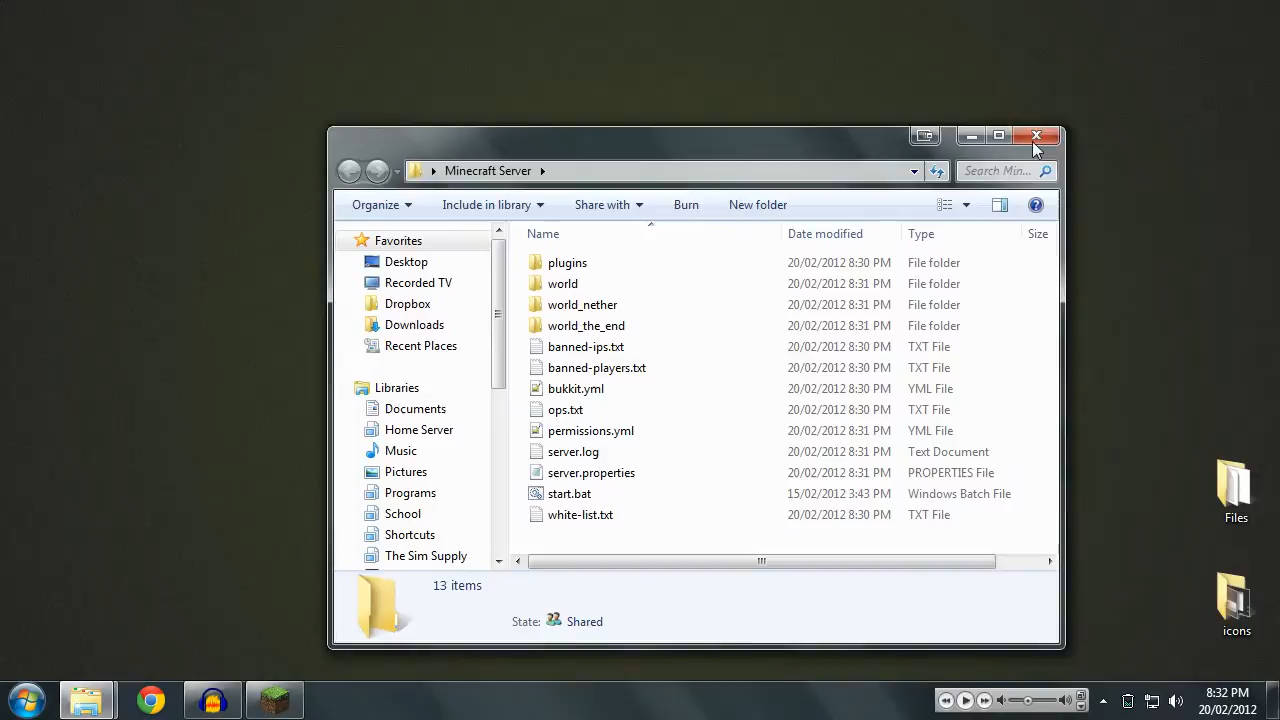 Minecraft Server
Search Min...
Organize Include in library Share with Burn New folder
Name Date modified Type Size
Favorites
Desktop
Recorded TV
Dropbox
Downloads
Recent Places
Libraries
Documents
Home Server
Music
Pictures
Programs
School
Shortcuts
The Sim Supply
plugins 20/02/2012 8:30 PM File folder
world 20/02/2012 8:31 PM File folder
world_nether 20/02/2012 8:31 PM File folder
world_the_end 20/02/2012 8:31 PM File folder
banned-ips.txt 20/02/2012 8:30 PM TXT File
banned-players.txt 20/02/2012 8:30 PM TXT File
bukkit.yml 20/02/2012 8:30 PM YML File
ops.txt 20/02/2012 8:30 PM TXT File
permissions.yml 20/02/2012 8:30 PM YML File
server.log 20/02/2012 8:31 PM Text Document
server.properties 20/02/2012 8:31 PM PROPERTIES File
start.bat 15/02/2012 3:43 PM Windows Batch File
white-list.txt 20/02/2012 8:30 PM TXT File
13 items
State: Shared
Files
icons
8:32 PM
20/02/2012